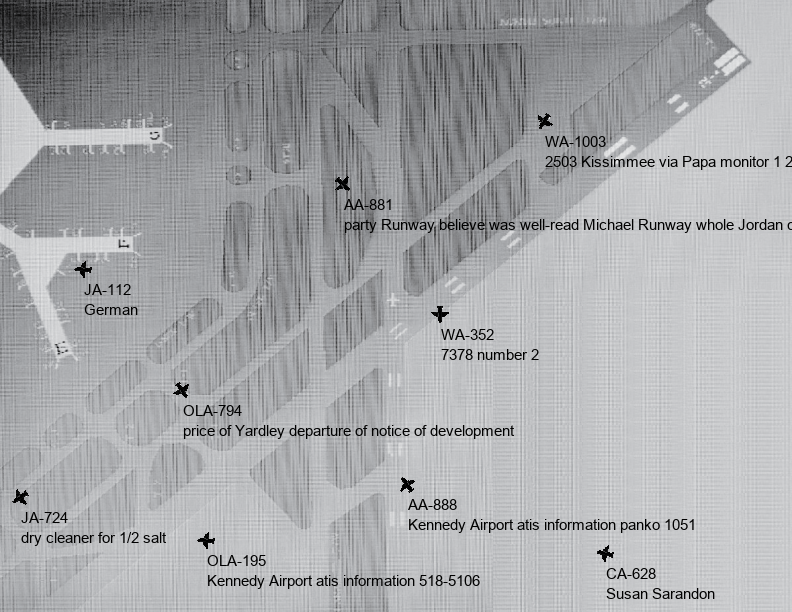 WA-1003
2503 Kissimmee via Papa monitor 1 2
AA-881
party Runway believe was well-read Michael Runway whole Jordan
JA-112
German
WA-352
7378 number 2
OLA-794
price of Yardley departure of notice of development
JA-724
dry cleaner for 1/2 salt
AA-888
Kennedy Airport atis information panko 1051
OLA-195
Kennedy Airport atis information 518-5106
CA-628
Susan Sarandon